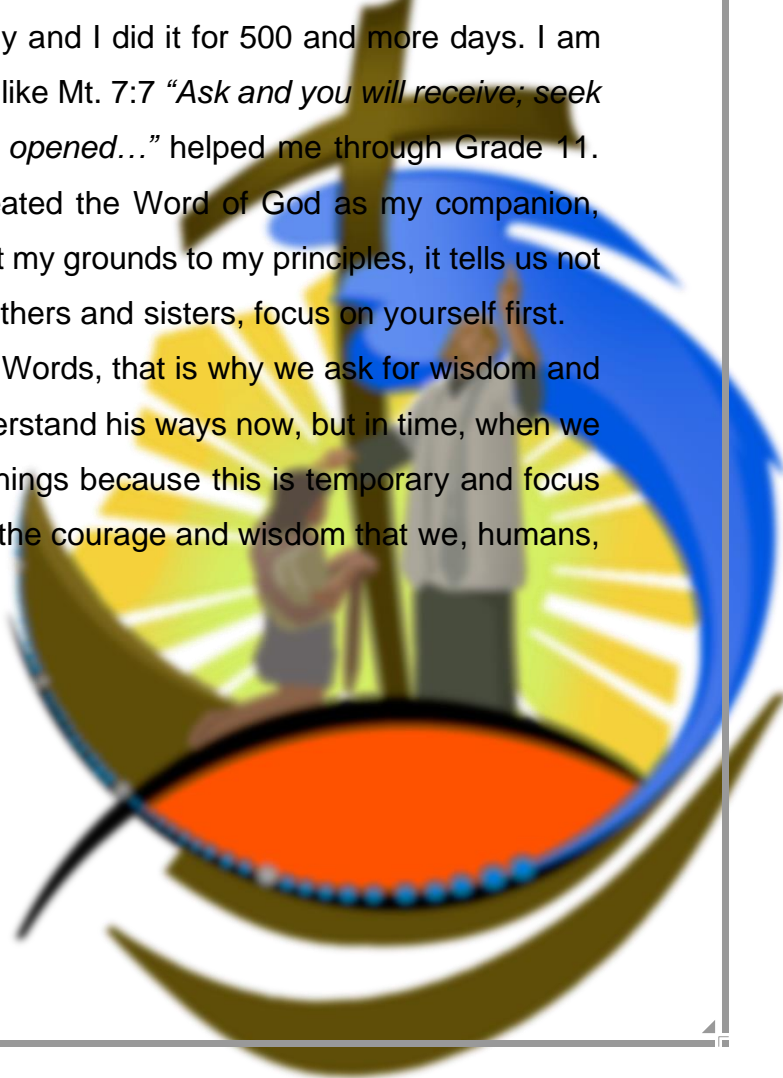 y and I did it for 500 and more days. I am
like Mt. 7:7 “Ask and you will receive; seek
opened…” helped me through Grade 11.
eated the Word of God as my companion,
t my grounds to my principles, it tells us not
thers and sisters, focus on yourself first.
Words, that is why we ask for wisdom and
erstand his ways now, but in time, when we
hings because this is temporary and focus
the courage and wisdom that we, humans,